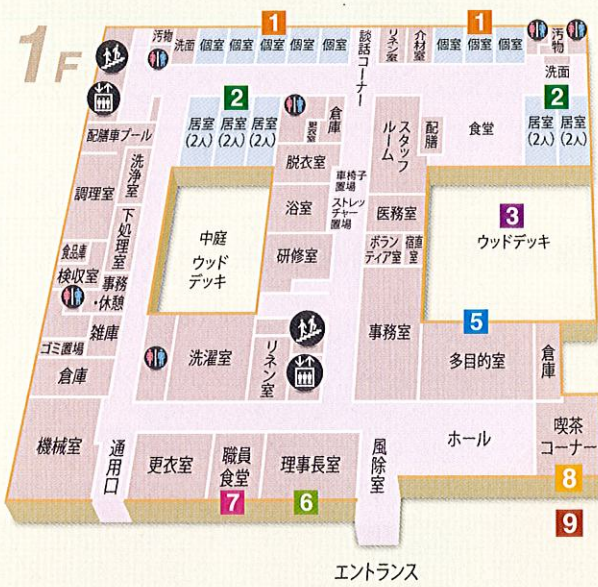 1F
1
1
汚物
洗面
個室
個室
個室
個室
個室
談話コーナー
リネン室
介材室
個室
個室
個室
汚物
洗面
2
2
配膳車プール
居室
(2人)
居室
(2人)
居室
(2人)
倉庫
脱衣室
スタッフ
ルーム
配膳
食堂
居室
(2人)
居室
(2人)
洗浄室
調理室
車椅子
置場
浴室
ストレッ
チャー
置場
医務室
3
ウッドデッキ
下処理室
中庭
ウッド
デッキ
食品庫
検収室
研修室
ボラン
ティア室
宿直
室
事務
・休憩
雑庫
ゴミ置場
倉庫
洗濯室
リネン室
事務室
5
多目的室
倉庫
機械室
通用口
更衣室
職員
食堂
理事長室
風除室
ホール
喫茶
コーナー
7
6
8
9
エントランス